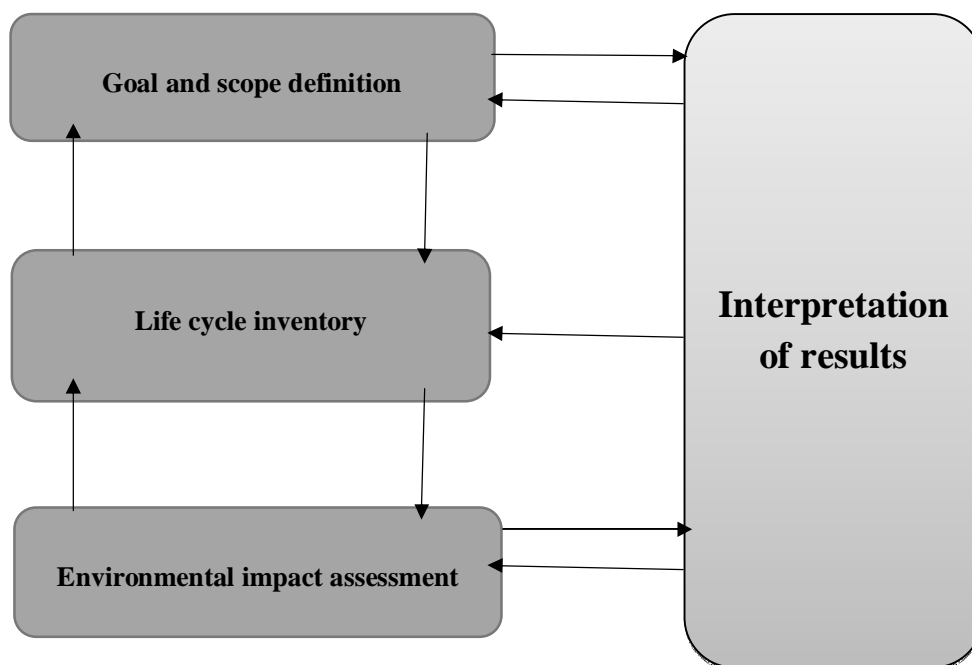 Goal and scope definition
Life cycle inventory
Environmental impact assessment
Interpretation
of results